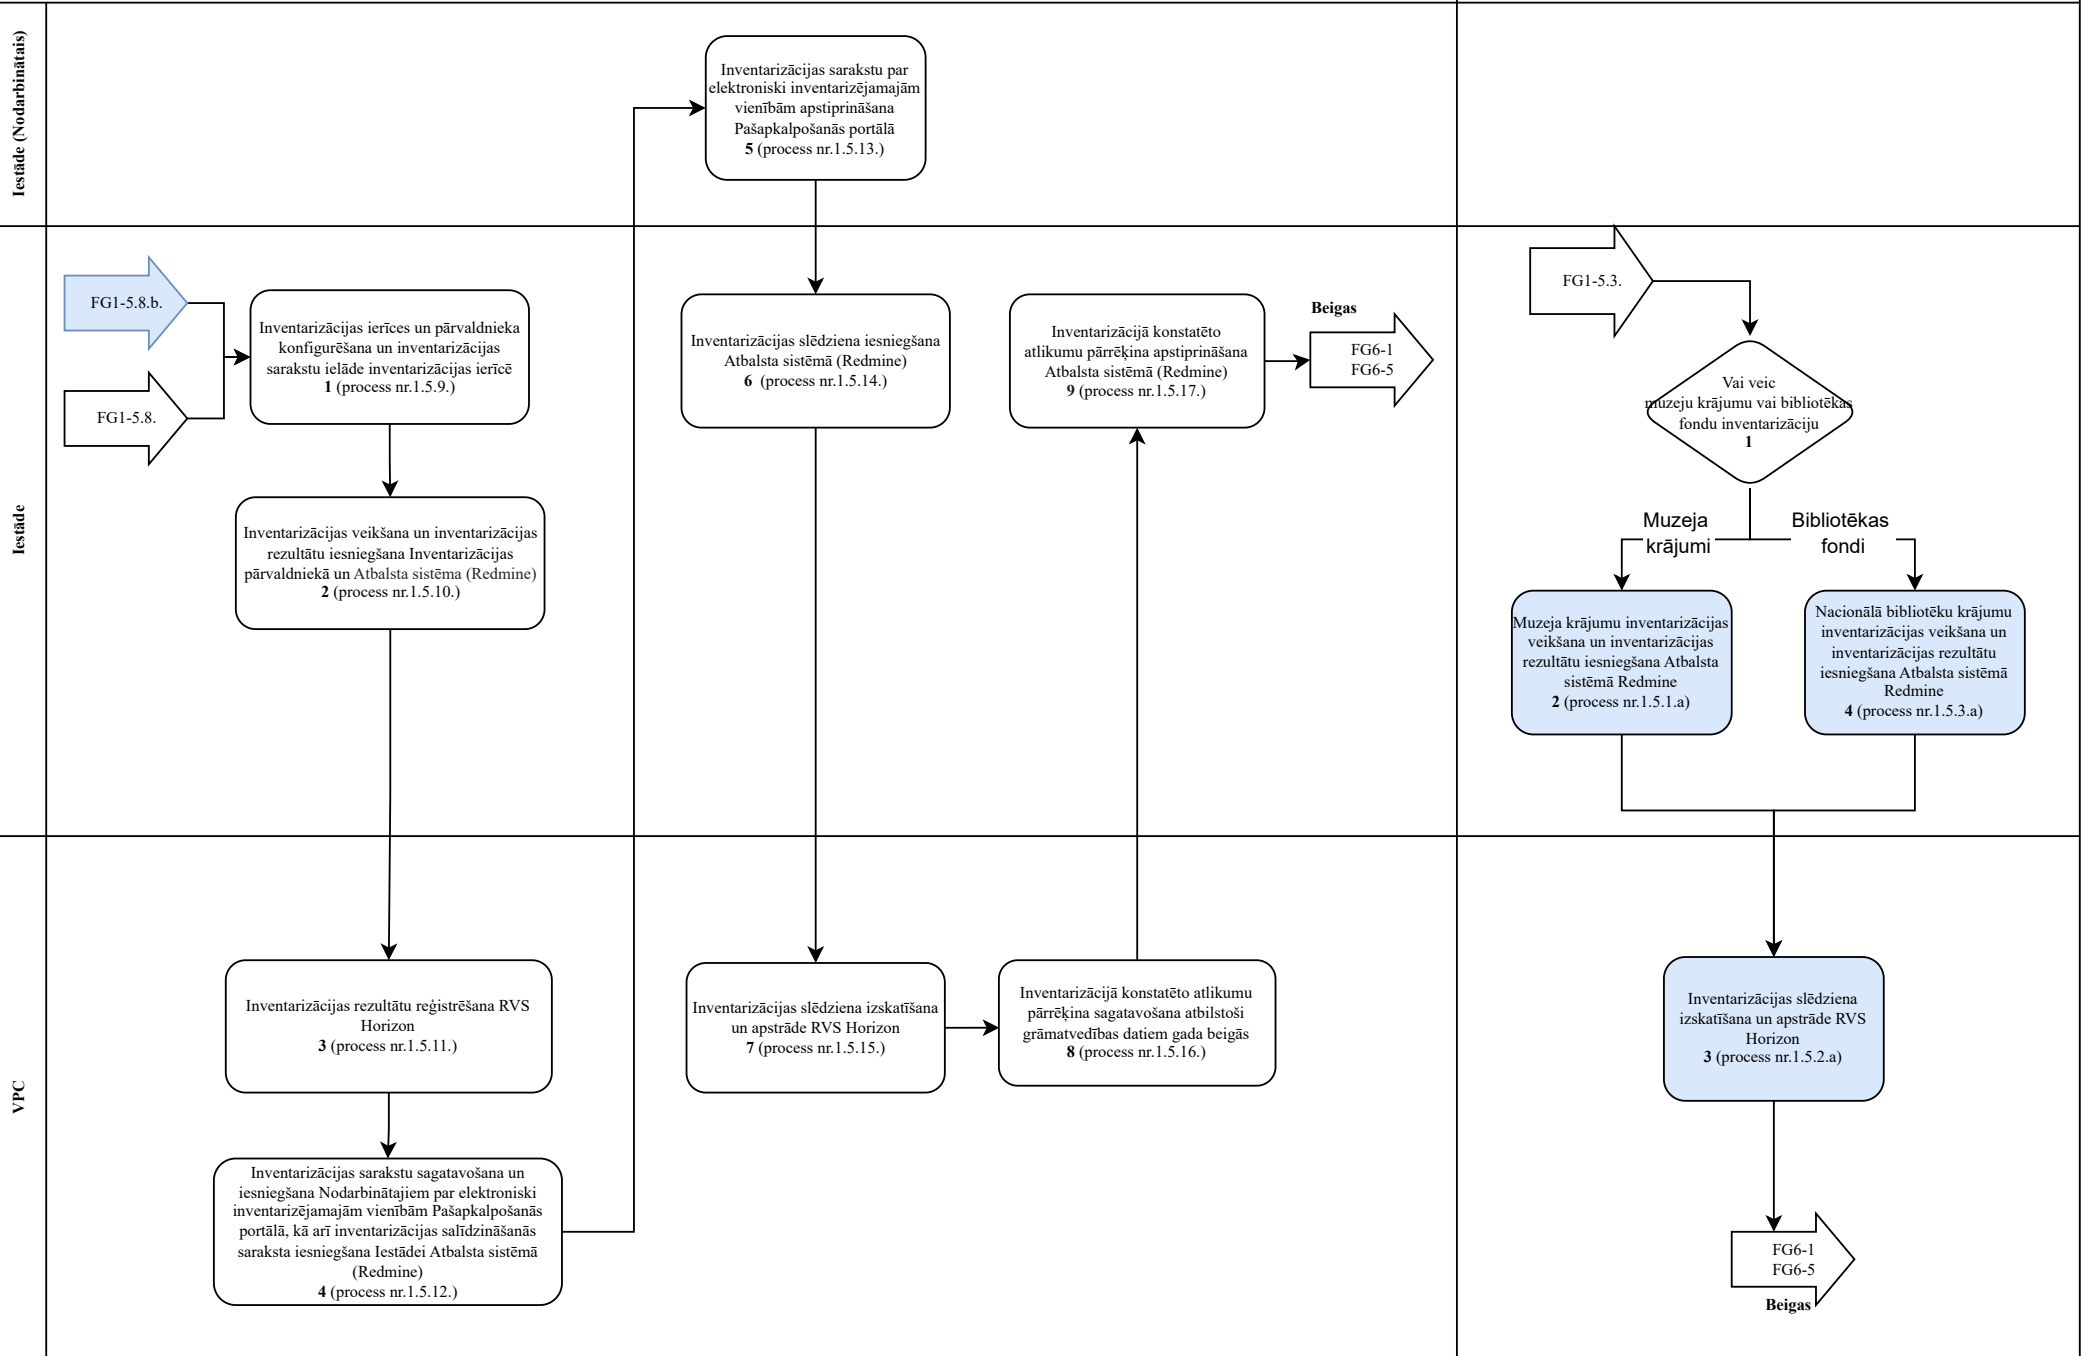 Iestāde (Nodarbinātais)
Inventarizācijas sarakstu par
elektroniski inventarizējamajām
vienībām apstiprināšana
Pašapkalpošanās portālā
5 (process nr.1.5.13.)
Iestāde
FG1-5.8.b.
FG1-5.8.
Inventarizācijas ierīces un pārvaldnieka
konfigurēšana un inventarizācijas
sarakstu ielāde inventarizācijas ierīcē
1 (process nr.1.5.9.)
Inventarizācijas veikšana un inventarizācijas
rezultātu iesniegšana Inventarizācijas
pārvaldniekā un Atbalsta sistēma (Redmine)
2 (process nr.1.5.10.)
Inventarizācijas slēdziena iesniegšana
Atbalsta sistēmā (Redmine)
6 (process nr.1.5.14.)
Inventarizācijā konstatēto
atlikumu pārrēķina apstiprināšana
Atbalsta sistēmā (Redmine)
9 (process nr.1.5.17.)
Beigas
FG6-1
FG6-5
FG1-5.3.
Vai veic
muzeju krājumu vai bibliotēkas
fondu inventarizāciju
1
Muzeja
krājumi
Bibliotēkas
fondi
Muzeja krājumu inventarizācijas
veikšana un inventarizācijas
rezultātu iesniegšana Atbalsta
sistēmā Redmine
2 (process nr.1.5.1.a)
Nacionālā bibliotēku krājumu
inventarizācijas veikšana un
inventarizācijas rezultātu
iesniegšana Atbalsta sistēmā
Redmine
4 (process nr.1.5.3.a)
VPC
Inventarizācijas rezultātu reģistrēšana RVS
Horizon
3 (process nr.1.5.11.)
Inventarizācijas sarakstu sagatavošana un
iesniegšana Nodarbinātajiem par elektroniski
inventarizējamajām vienībām Pašapkalpošanās
portālā, kā arī inventarizācijas salīdzināšanās
saraksta iesniegšana Iestādei Atbalsta sistēmā
(Redmine)
4 (process nr.1.5.12.)
Inventarizācijas slēdziena izskatīšana
un apstrāde RVS Horizon
7 (process nr.1.5.15.)
Inventarizācijā konstatēto atlikumu
pārrēķina sagatavošana atbilstoši
grāmatvedības datiem gada beigās
8 (process nr.1.5.16.)
Inventarizācijas slēdziena
izskatīšana un apstrāde RVS
Horizon
3 (process nr.1.5.2.a)
FG6-1
FG6-5
Beigas